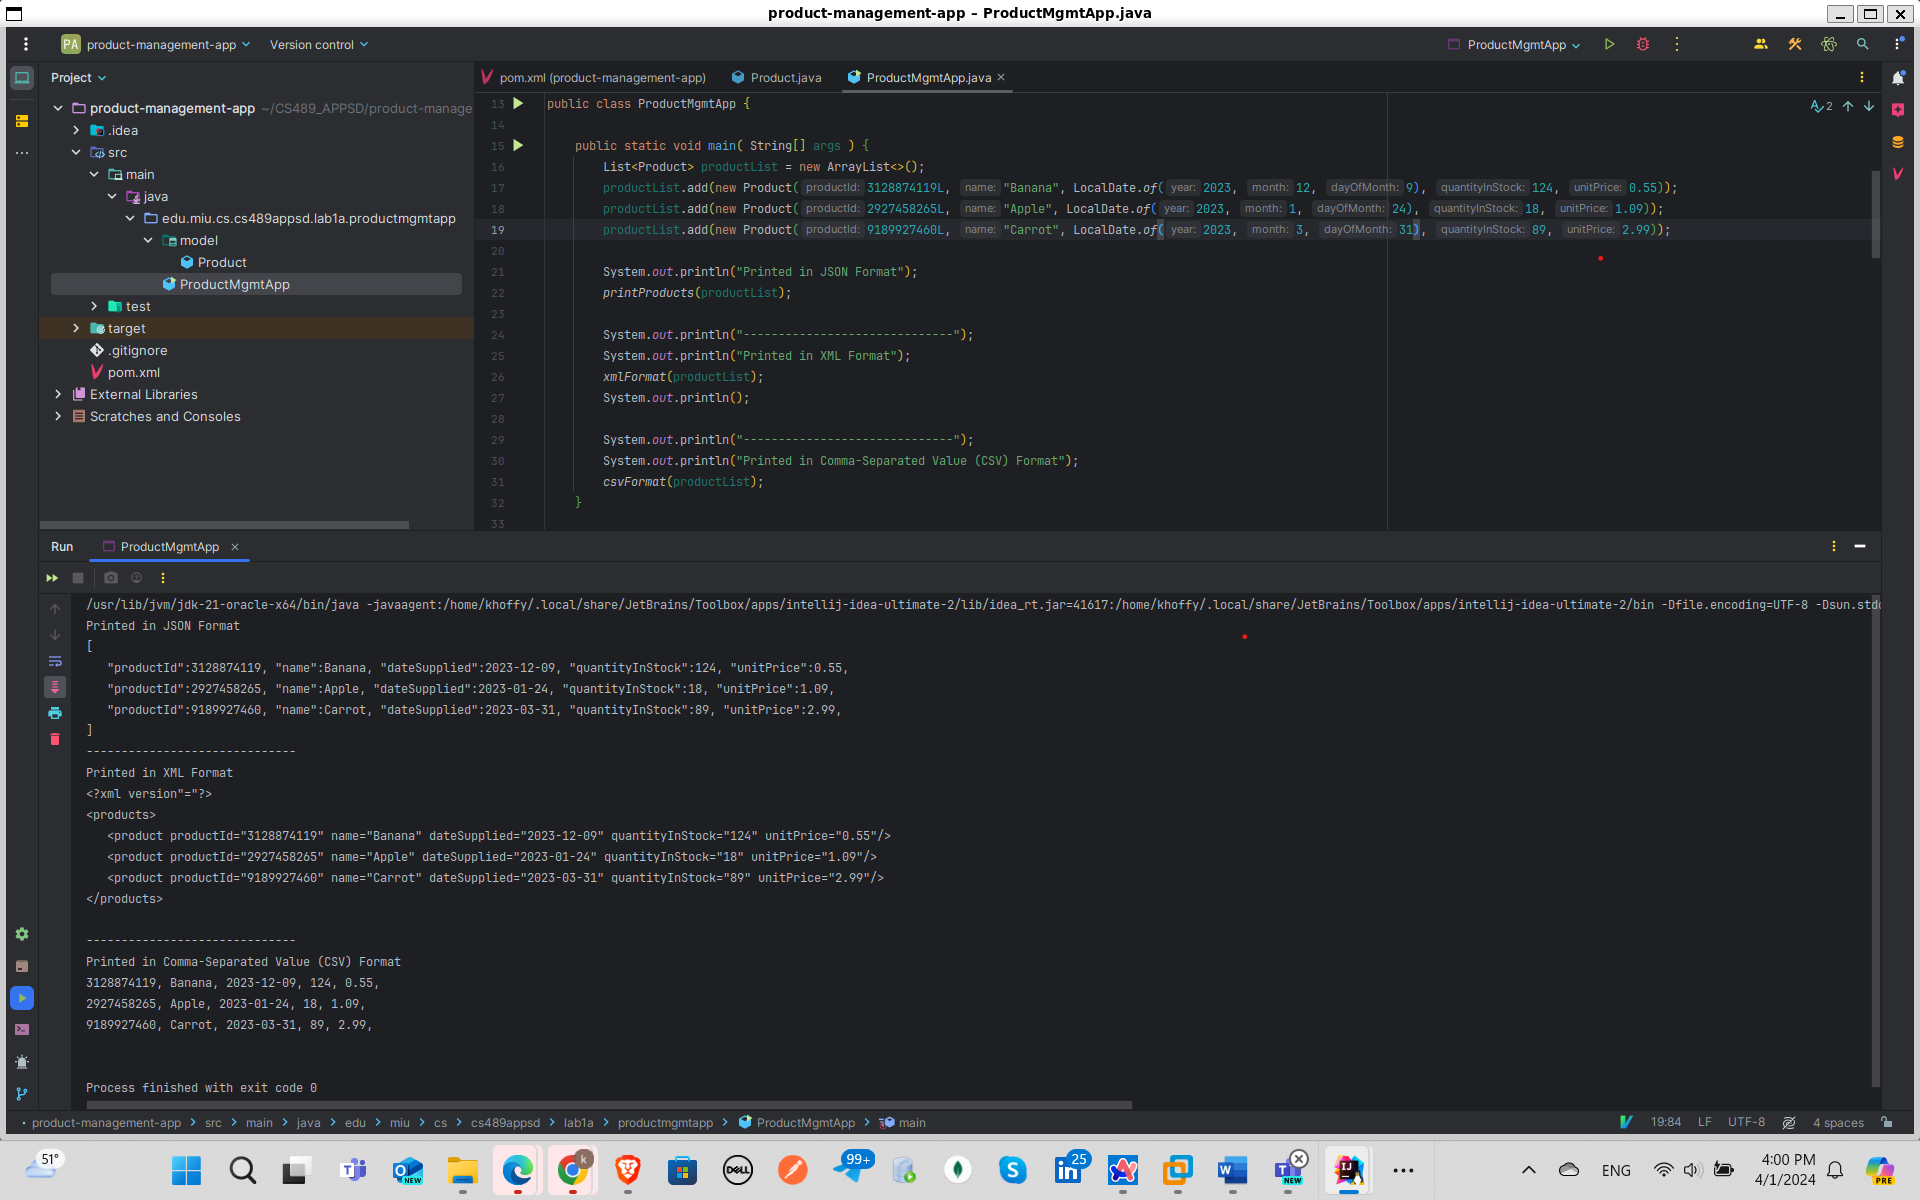 product-management-app – ProductMgmtApp.java
PA product-management-app Version control ProductMgmtApp
Project
product-management-app ~/CS489_APPSD/product-manage
.idea
src
main
java
edu.miu.cs.cs489appsd.lab1a.productmgmtapp
model
Product
ProductMgmtApp
test
target
.gitignore
pom.xml
External Libraries
Scratches and Consoles
pom.xml (product-management-app) Product.java ProductMgmtApp.java
2
13 public class ProductMgmtApp {
14
15 public static void main( String[] args ) {
16 List<Product> productList = new ArrayList<>();
17 productList.add(new Product( productId: 3128874119L, name: "Banana", LocalDate.of( year: 2023, month: 12, dayOfMonth: 9), quantityInStock: 124, unitPrice: 0.55));
18 productList.add(new Product( productId: 2927458265L, name: "Apple", LocalDate.of( year: 2023, month: 1, dayOfMonth: 24), quantityInStock: 18, unitPrice: 1.09));
19 productList.add(new Product( productId: 9189927460L, name: "Carrot", LocalDate.of( year: 2023, month: 3, dayOfMonth: 31), quantityInStock: 89, unitPrice: 2.99));
20
21 System.out.println("Printed in JSON Format");
22 printProducts(productList);
23
24 System.out.println("------------------------------");
25 System.out.println("Printed in XML Format");
26 xmlFormat(productList);
27 System.out.println();
28
29 System.out.println("------------------------------");
30 System.out.println("Printed in Comma-Separated Value (CSV) Format");
31 csvFormat(productList);
32 }
33
Run ProductMgmtApp
/usr/lib/jvm/jdk-21-oracle-x64/bin/java -javaagent:/home/khoffy/.local/share/JetBrains/Toolbox/apps/intellij-idea-ultimate-2/lib/idea_rt.jar=41617:/home/khoffy/.local/share/JetBrains/Toolbox/apps/intellij-idea-ultimate-2/bin -Dfile.encoding=UTF-8 -Dsun.std
Printed in JSON Format
[
"productId":3128874119, "name":Banana, "dateSupplied":2023-12-09, "quantityInStock":124, "unitPrice":0.55,
"productId":2927458265, "name":Apple, "dateSupplied":2023-01-24, "quantityInStock":18, "unitPrice":1.09,
"productId":9189927460, "name":Carrot, "dateSupplied":2023-03-31, "quantityInStock":89, "unitPrice":2.99,
]
------------------------------
Printed in XML Format
<?xml version"="?>
<products>
<product productId="3128874119" name="Banana" dateSupplied="2023-12-09" quantityInStock="124" unitPrice="0.55"/>
<product productId="2927458265" name="Apple" dateSupplied="2023-01-24" quantityInStock="18" unitPrice="1.09"/>
<product productId="9189927460" name="Carrot" dateSupplied="2023-03-31" quantityInStock="89" unitPrice="2.99"/>
</products>
------------------------------
Printed in Comma-Separated Value (CSV) Format
3128874119, Banana, 2023-12-09, 124, 0.55,
2927458265, Apple, 2023-01-24, 18, 1.09,
9189927460, Carrot, 2023-03-31, 89, 2.99,
Process finished with exit code 0
product-management-app > src > main > java > edu > miu > cs > cs489appsd > lab1a > productmgmtapp > ProductMgmtApp > main
19:84 LF UTF-8 4 spaces
51° NEW k DELL 99+ S 25 W NEW IJ ENG 4:00 PM PRE
4/1/2024